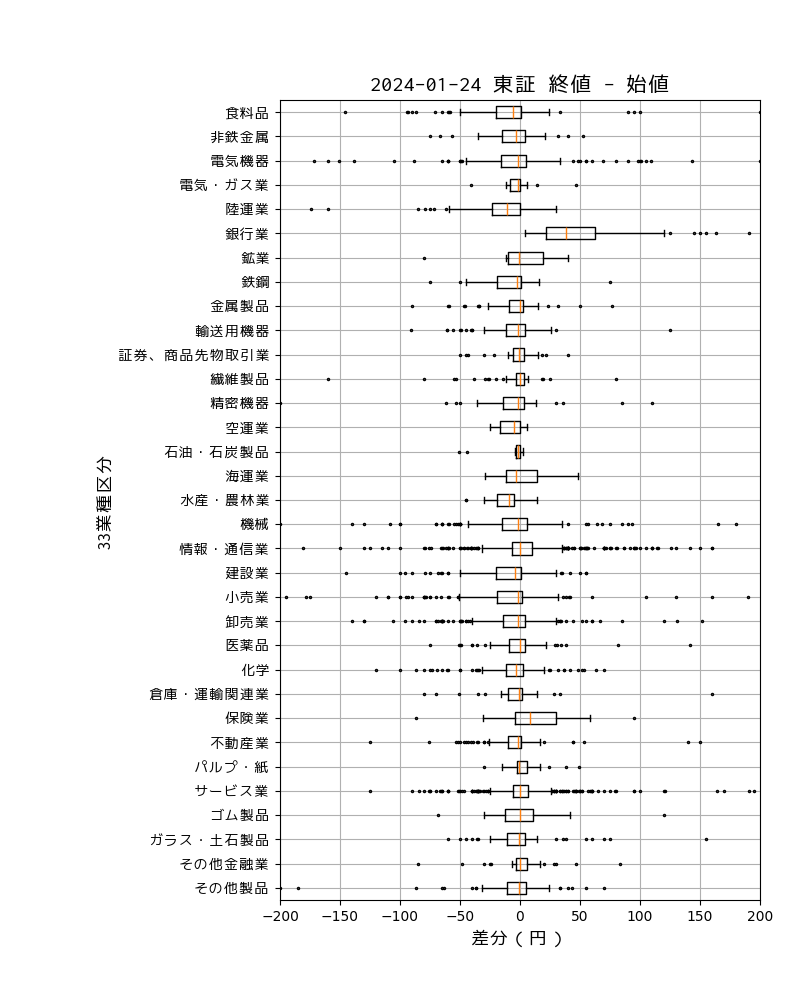 2024-01-24 東証 終値 - 始値
食料品
非鉄金属
電気機器
電気・ガス業
陸運業
銀行業
鉱業
鉄鋼
金属製品
輸送用機器
証券、商品先物取引業
繊維製品
精密機器
空運業
石油・石炭製品
海運業
水産・農林業
機械
情報・通信業
建設業
小売業
卸売業
医薬品
化学
倉庫・運輸関連業
保険業
不動産業
パルプ・紙
サービス業
ゴム製品
ガラス・土石製品
その他金融業
その他製品
33業種区分
−200 −150 −100 −50 0 50 100 150 200
差分(円)